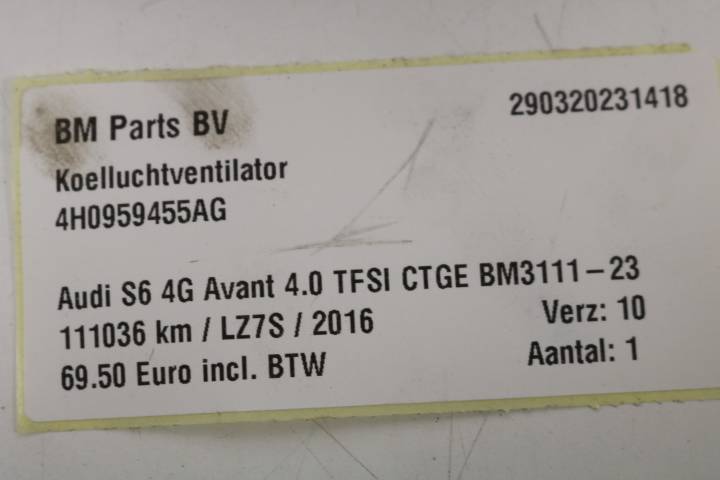 BM Parts BV
290320231418
Koelluchtventilator
4H0959455AG
Audi S6 4G Avant 4.0 TFSI CTGE BM3111-23
111036 km / LZ7S / 2016
Verz: 10
69.50 Euro incl. BTW
Aantal: 1